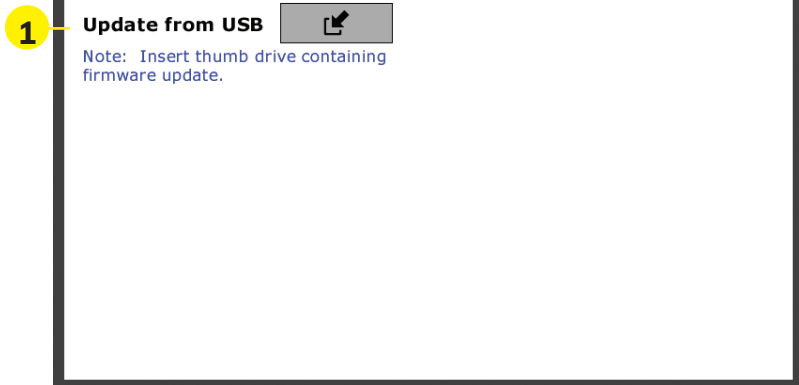 1
Update from USB
Note: Insert thumb drive containing
firmware update.